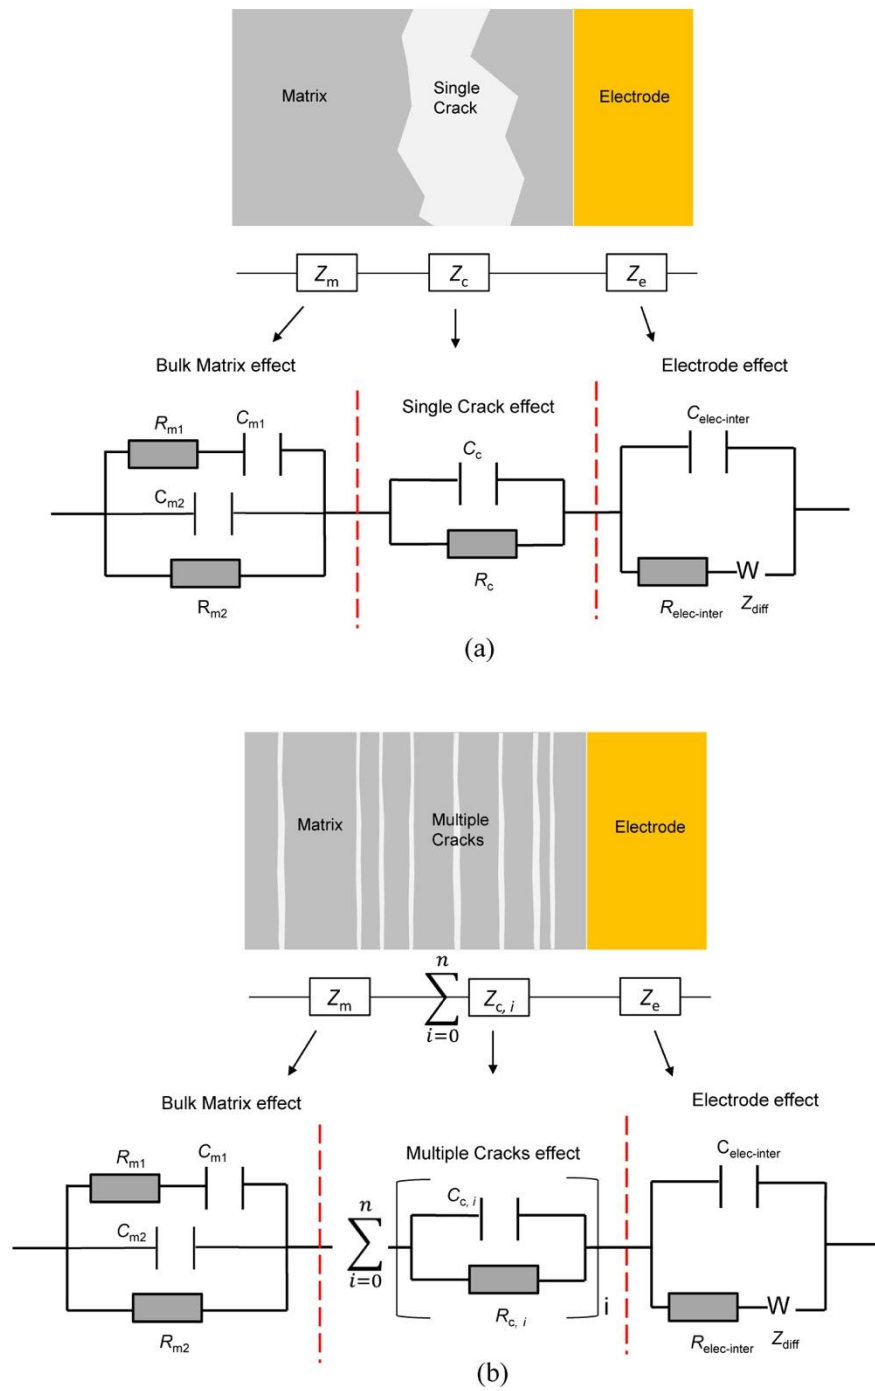 Matrix
Single
Crack
Electrode
Zm
Zc
Ze
Bulk Matrix effect
Electrode effect
Single Crack effect
Rm1
Cm1
Cm2
Rm2
Cc
Rc
Celec-inter
Relec-inter
W
Zdiff
(a)
Matrix
Multiple
Cracks
Electrode
Zm
n
∑
i=0
Zc, i
Ze
Bulk Matrix effect
Electrode effect
Multiple Cracks effect
Rm1
Cm1
Cm2
Rm2
n
∑
i=0
Cc, i
Rc, i
i
Celec-inter
Relec-inter
W
Zdiff
(b)